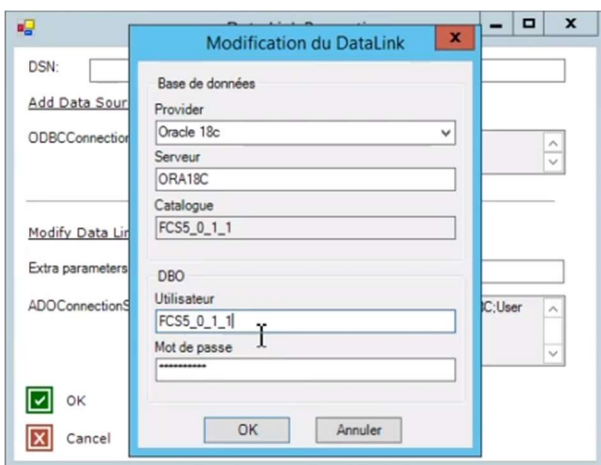 Modification du DataLink
DSN:
Base de données
Add Data Sour
Provider
Oracle 18c
ODBCConnection
Serveur
ORA18C
Catalogue
FCS5_0_1_1
Modify Data Lin
Extra parameters
DBO
Utilisateur
ADOConnectionS
C;User
FCS5_0_1_1
Mot de passe
**********
OK
OK
Annuler
Cancel